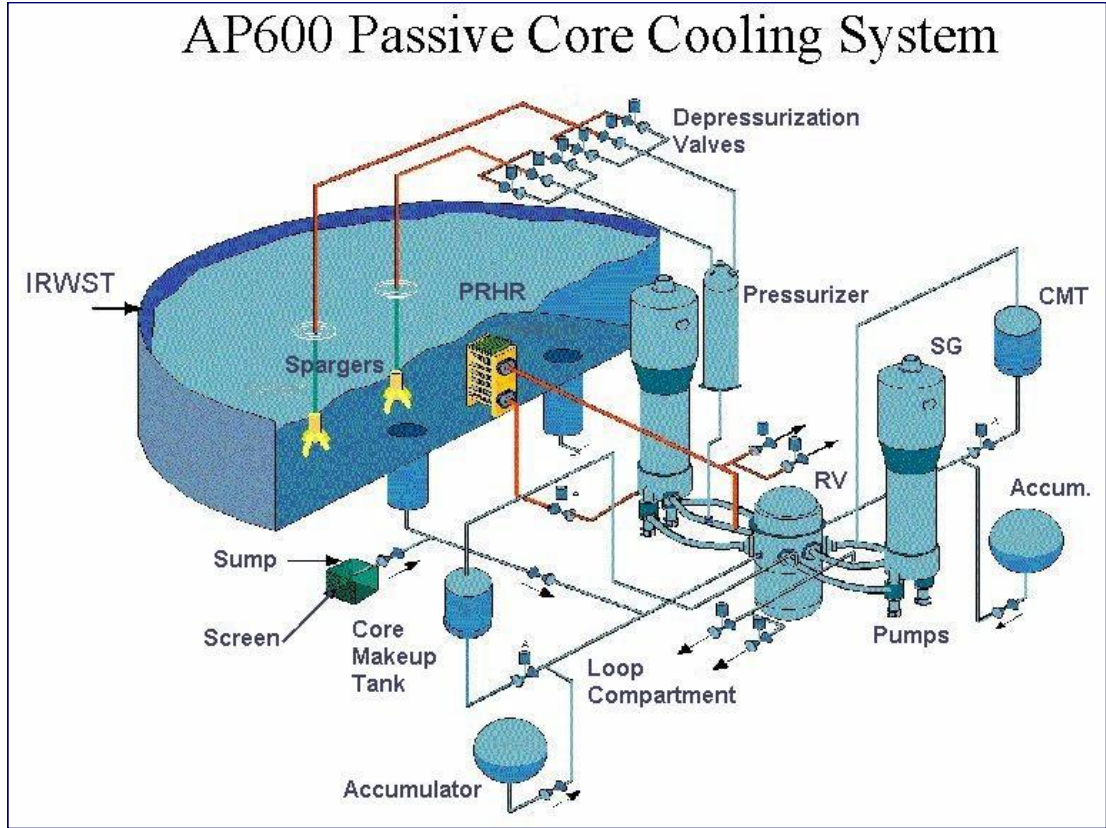 AP600 Passive Core Cooling System
Depressurization
Valves
IRWST
PRHR
Pressurizer
CMT
SG
Spargers
RV
Accum.
Sump
Screen
Core
Makeup
Tank
Loop
Compartment
Pumps
Accumulator
A
A